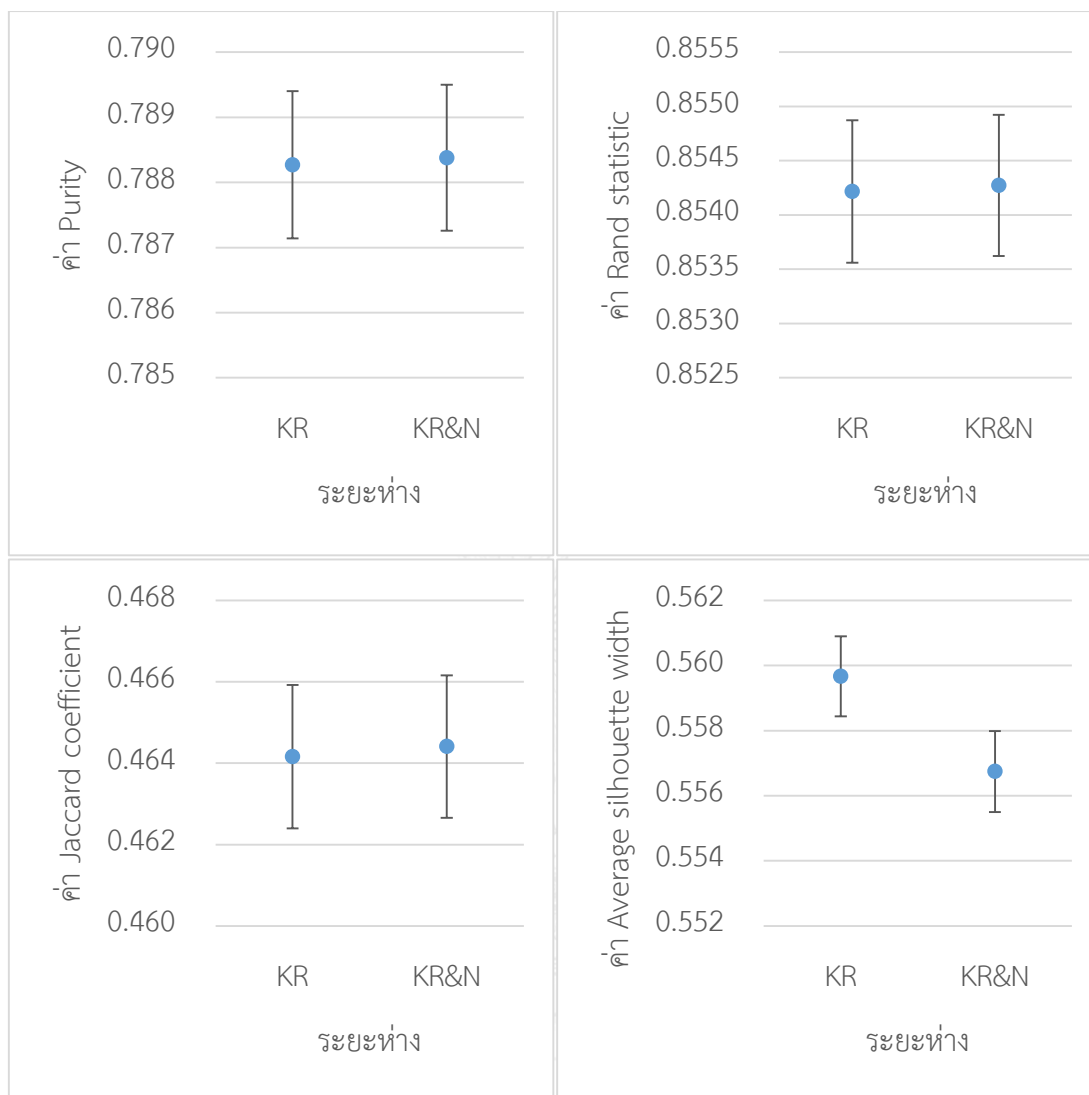 ค่า Purity
0.790
0.789
0.788
0.787
0.786
0.785
KR KR&N
ระยะห่าง
ค่า Rand statistic
0.8555
0.8550
0.8545
0.8540
0.8535
0.8530
0.8525
KR KR&N
ระยะห่าง
ค่า Jaccard coefficient
0.468
0.466
0.464
0.462
0.460
KR KR&N
ระยะห่าง
ค่า Average silhouette width
0.562
0.560
0.558
0.556
0.554
0.552
KR KR&N
ระยะห่าง